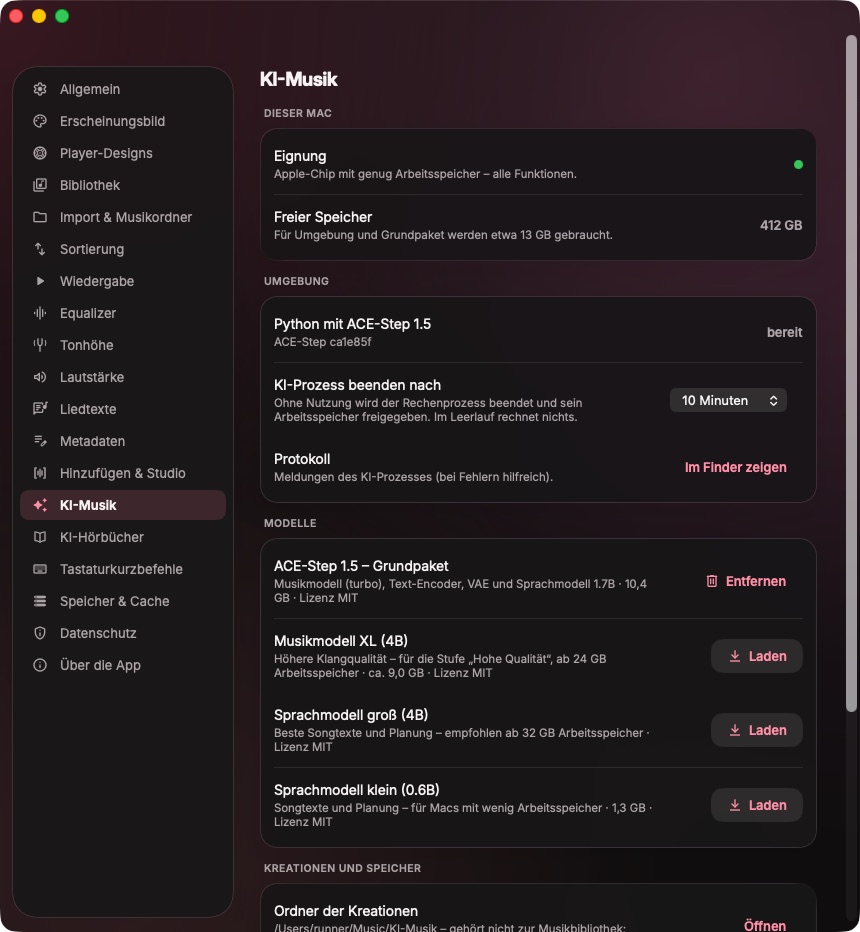 Allgemein
Erscheinungsbild
Player-Designs
Bibliothek
Import & Musikordner
Sortierung
Wiedergabe
Equalizer
Tonhöhe
Lautstärke
Liedtexte
Metadaten
Hinzufügen & Studio
KI-Musik
KI-Hörbücher
Tastaturkurzbefehle
Speicher & Cache
Datenschutz
Über die App
KI-Musik
DIESER MAC
Eignung
Apple-Chip mit genug Arbeitsspeicher – alle Funktionen.
Freier Speicher
Für Umgebung und Grundpaket werden etwa 13 GB gebraucht.
412 GB
UMGEBUNG
Python mit ACE-Step 1.5
ACE-Step ca1e85f
bereit
KI-Prozess beenden nach
Ohne Nutzung wird der Rechenprozess beendet und sein
Arbeitsspeicher freigegeben. Im Leerlauf rechnet nichts.
10 Minuten
Protokoll
Meldungen des KI-Prozesses (bei Fehlern hilfreich).
Im Finder zeigen
MODELLE
ACE-Step 1.5 – Grundpaket
Musikmodell (turbo), Text-Encoder, VAE und Sprachmodell 1.7B · 10,4
GB · Lizenz MIT
Entfernen
Musikmodell XL (4B)
Höhere Klangqualität – für die Stufe „Hohe Qualität“, ab 24 GB
Arbeitsspeicher · ca. 9,0 GB · Lizenz MIT
Laden
Sprachmodell groß (4B)
Beste Songtexte und Planung – empfohlen ab 32 GB Arbeitsspeicher ·
Lizenz MIT
Laden
Sprachmodell klein (0.6B)
Songtexte und Planung – für Macs mit wenig Arbeitsspeicher · 1,3 GB ·
Lizenz MIT
Laden
KREATIONEN UND SPEICHER
Ordner der Kreationen
/Users/runner/Music/KI-Musik – gehört nicht zur Musikbibliothek;
Öffnen